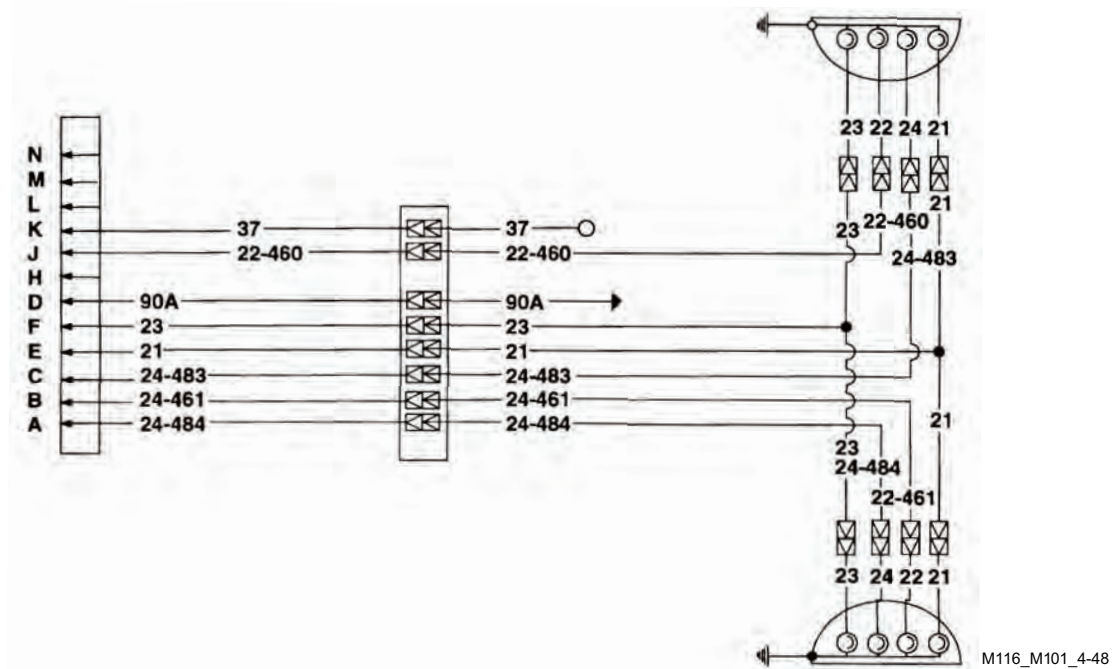 23 22 24 21
N
M
L
21
K 37 37
23 22-460
J 22-460 22-460
24-483
H
D 90A 90A
F 23 23
E 21 21
C 24-483 24-483
B 24-461 24-461
A 24-484 24-484
21
23
24-484
22-461
23 24 22 21
M116_M101_4-48